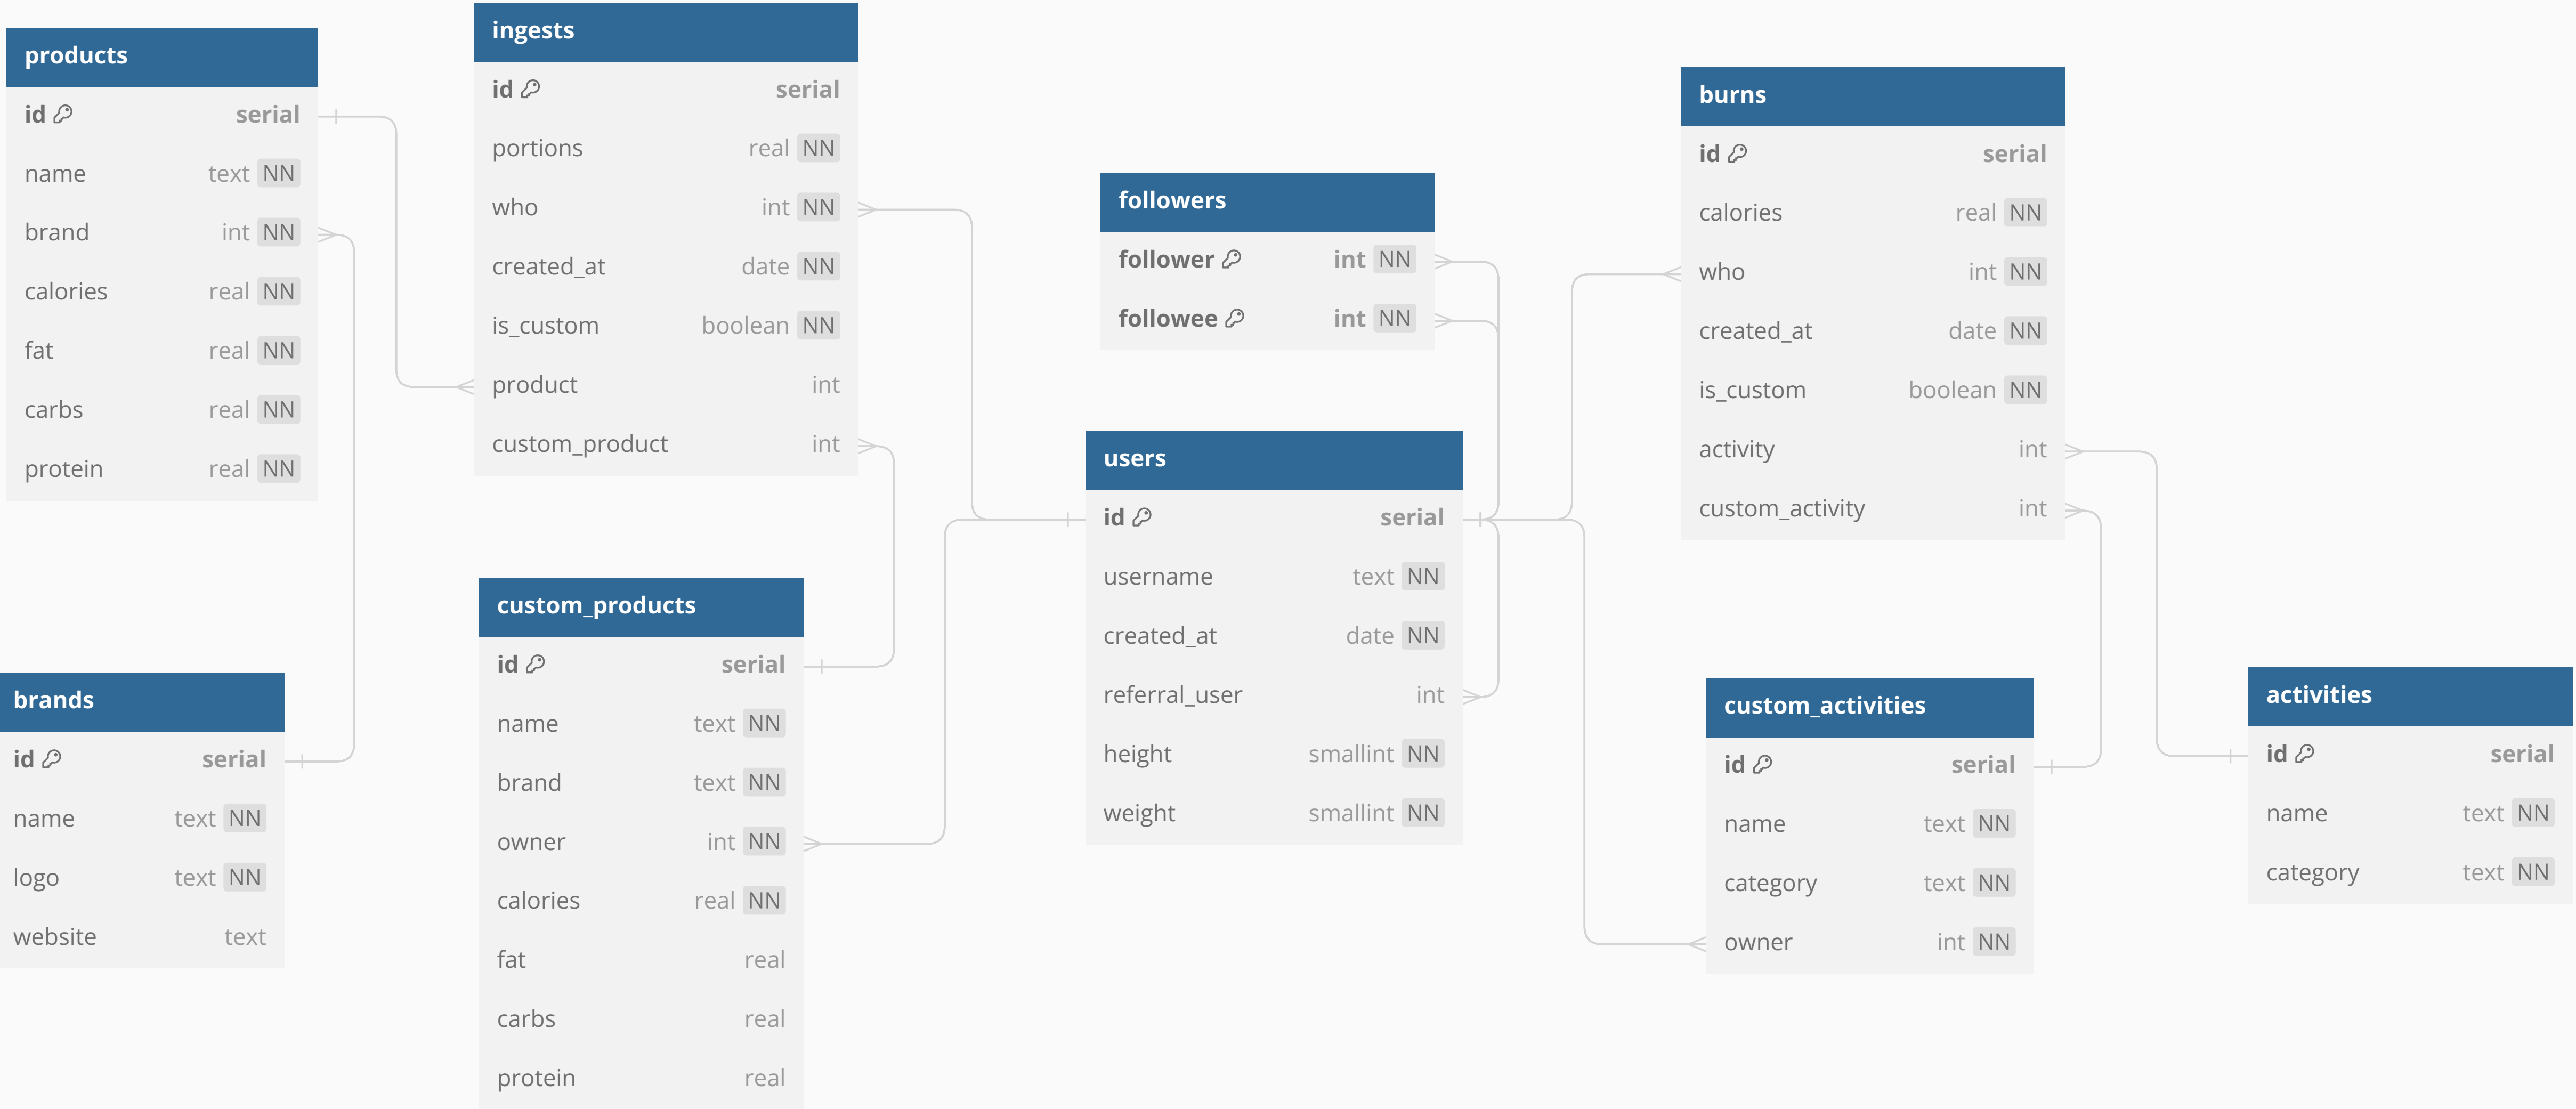 products
id serial
name text NN
brand int NN
calories real NN
fat real NN
carbs real NN
protein real NN
ingests
id serial
portions real NN
who int NN
created_at date NN
is_custom boolean NN
product int
custom_product int
followers
follower int NN
followee int NN
burns
id serial
calories real NN
who int NN
created_at date NN
is_custom boolean NN
activity int
custom_activity int
users
id serial
username text NN
created_at date NN
referral_user int
height smallint NN
weight smallint NN
brands
id serial
name text NN
logo text NN
website text
custom_products
id serial
name text NN
brand text NN
owner int NN
calories real NN
fat real
carbs real
protein real
custom_activities
id serial
name text NN
category text NN
owner int NN
activities
id serial
name text NN
category text NN